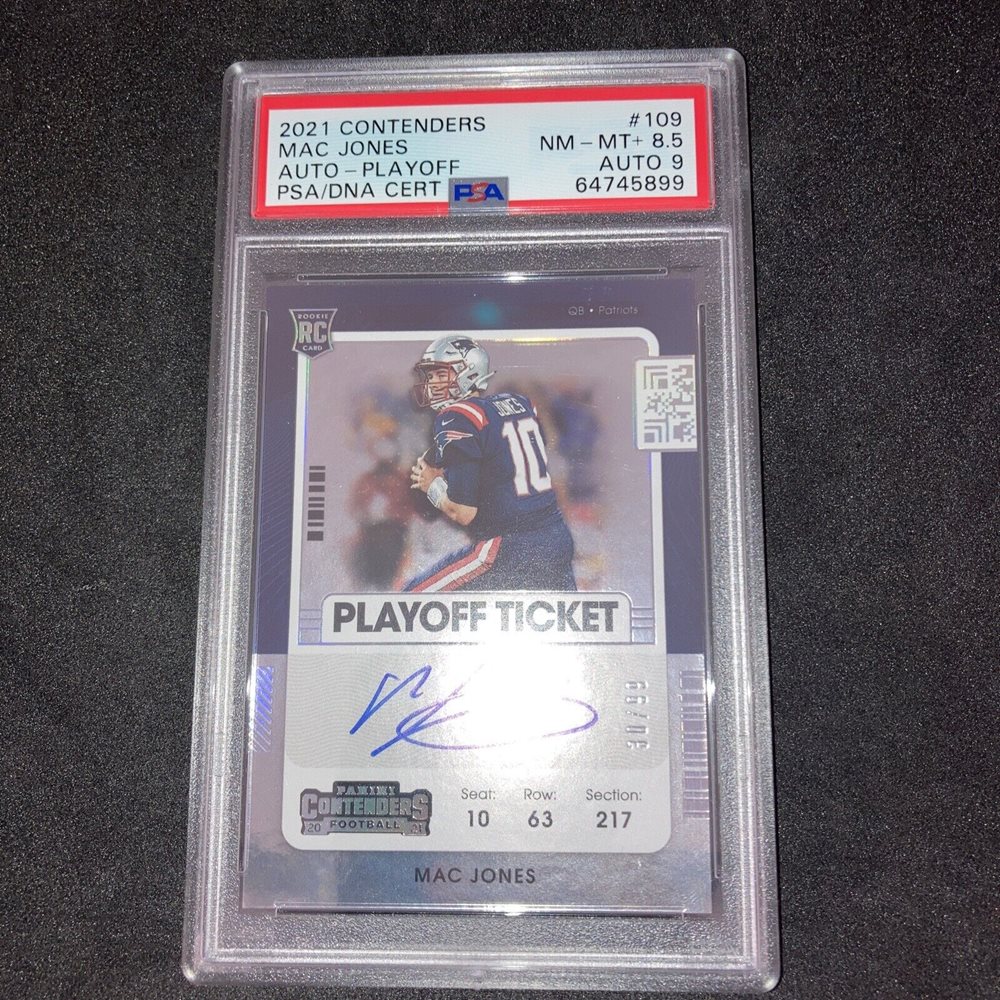 2021 CONTENDERS #109
MAC JONES NM – MT+ 8.5
AUTO – PLAYOFF AUTO 9
PSA/DNA CERT PSA 64745899
QB • Patriots
ROOKIE
RC
CARD
JONES
10
PLAYOFF TICKET
30/99
PANINI
CONTENDERS
20 FOOTBALL 21
Seat: Row: Section:
10 63 217
MAC JONES